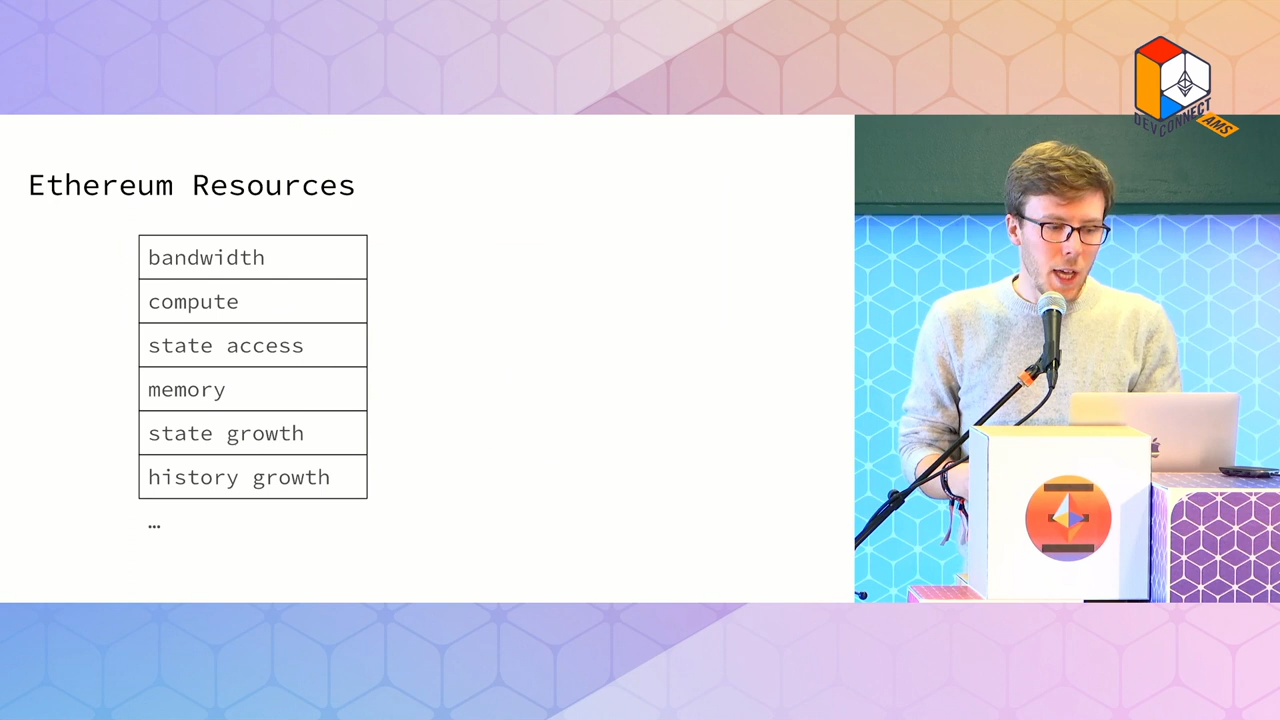 Ethereum Resources
bandwidth
compute
state access
memory
state growth
history growth
…
DEVCONNECT
AMS